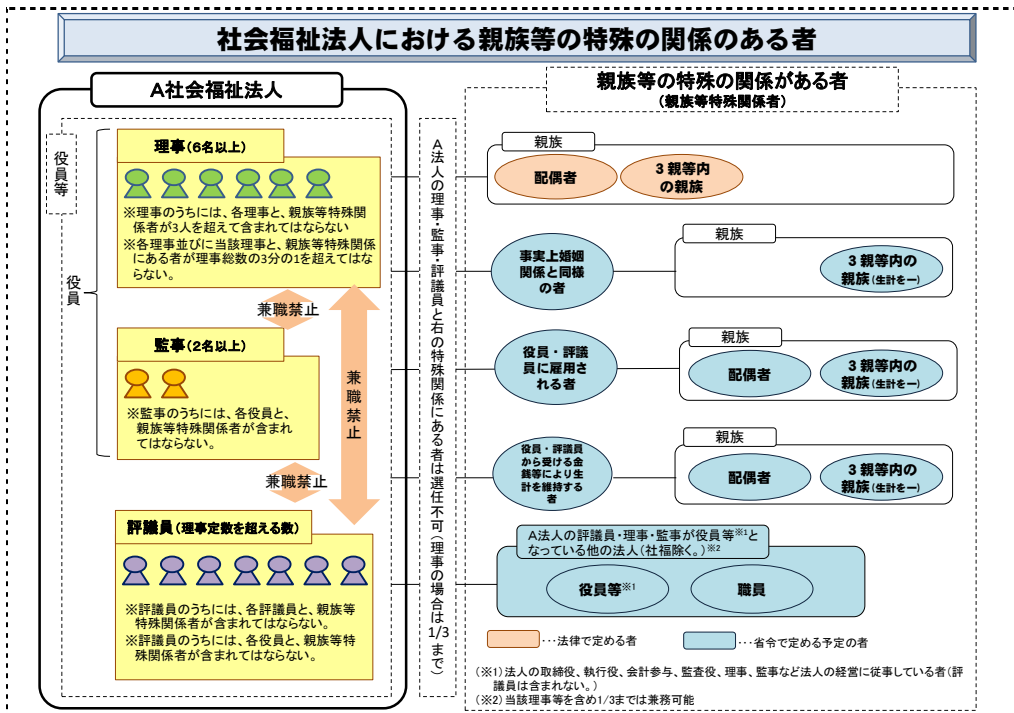 社会福祉法人における親族等の特殊の関係のある者
A社会福祉法人
役員等
役員
理事(6名以上)
※理事のうちには、各理事と、親族等特殊関
係者が3人を超えて含まれてはならない
※各理事並びに当該理事と、親族等特殊関係
にある者が理事総数の3分の1を超えてはな
らない。
兼職禁止
監事(2名以上)
※監事のうちには、各役員と、
親族等特殊関係者が含まれ
てはならない。
兼職禁止
兼職禁止
評議員(理事定数を超える数)
※評議員のうちには、各評議員と、親族等
特殊関係者が含まれてはならない。
※評議員のうちには、各役員と、親族等特
殊関係者が含まれてはならない。
A法人の理事・監事・評議員と右の特殊関係にある者は選任不可(理事の場合は1/3まで)
親族等の特殊の関係がある者
(親族等特殊関係者)
親族
配偶者
3親等内
の親族
事実上婚姻
関係と同様
の者
親族
3親等内の
親族(生計を一)
役員・評議
員に雇用さ
れる者
親族
配偶者
3親等内の
親族(生計を一)
役員・評議員
から受ける金
銭等により生
計を維持する
者
親族
配偶者
3親等内の
親族(生計を一)
A法人の評議員・理事・監事が役員等※1と
なっている他の法人(社福除く。)※2
役員等※1
職員
…法律で定める者
…省令で定める予定の者
(※1)法人の取締役、執行役、会計参与、監査役、理事、監事など法人の経営に従事している者(評
議員は含まれない。)
(※2)当該理事等を含め1/3までは兼務可能